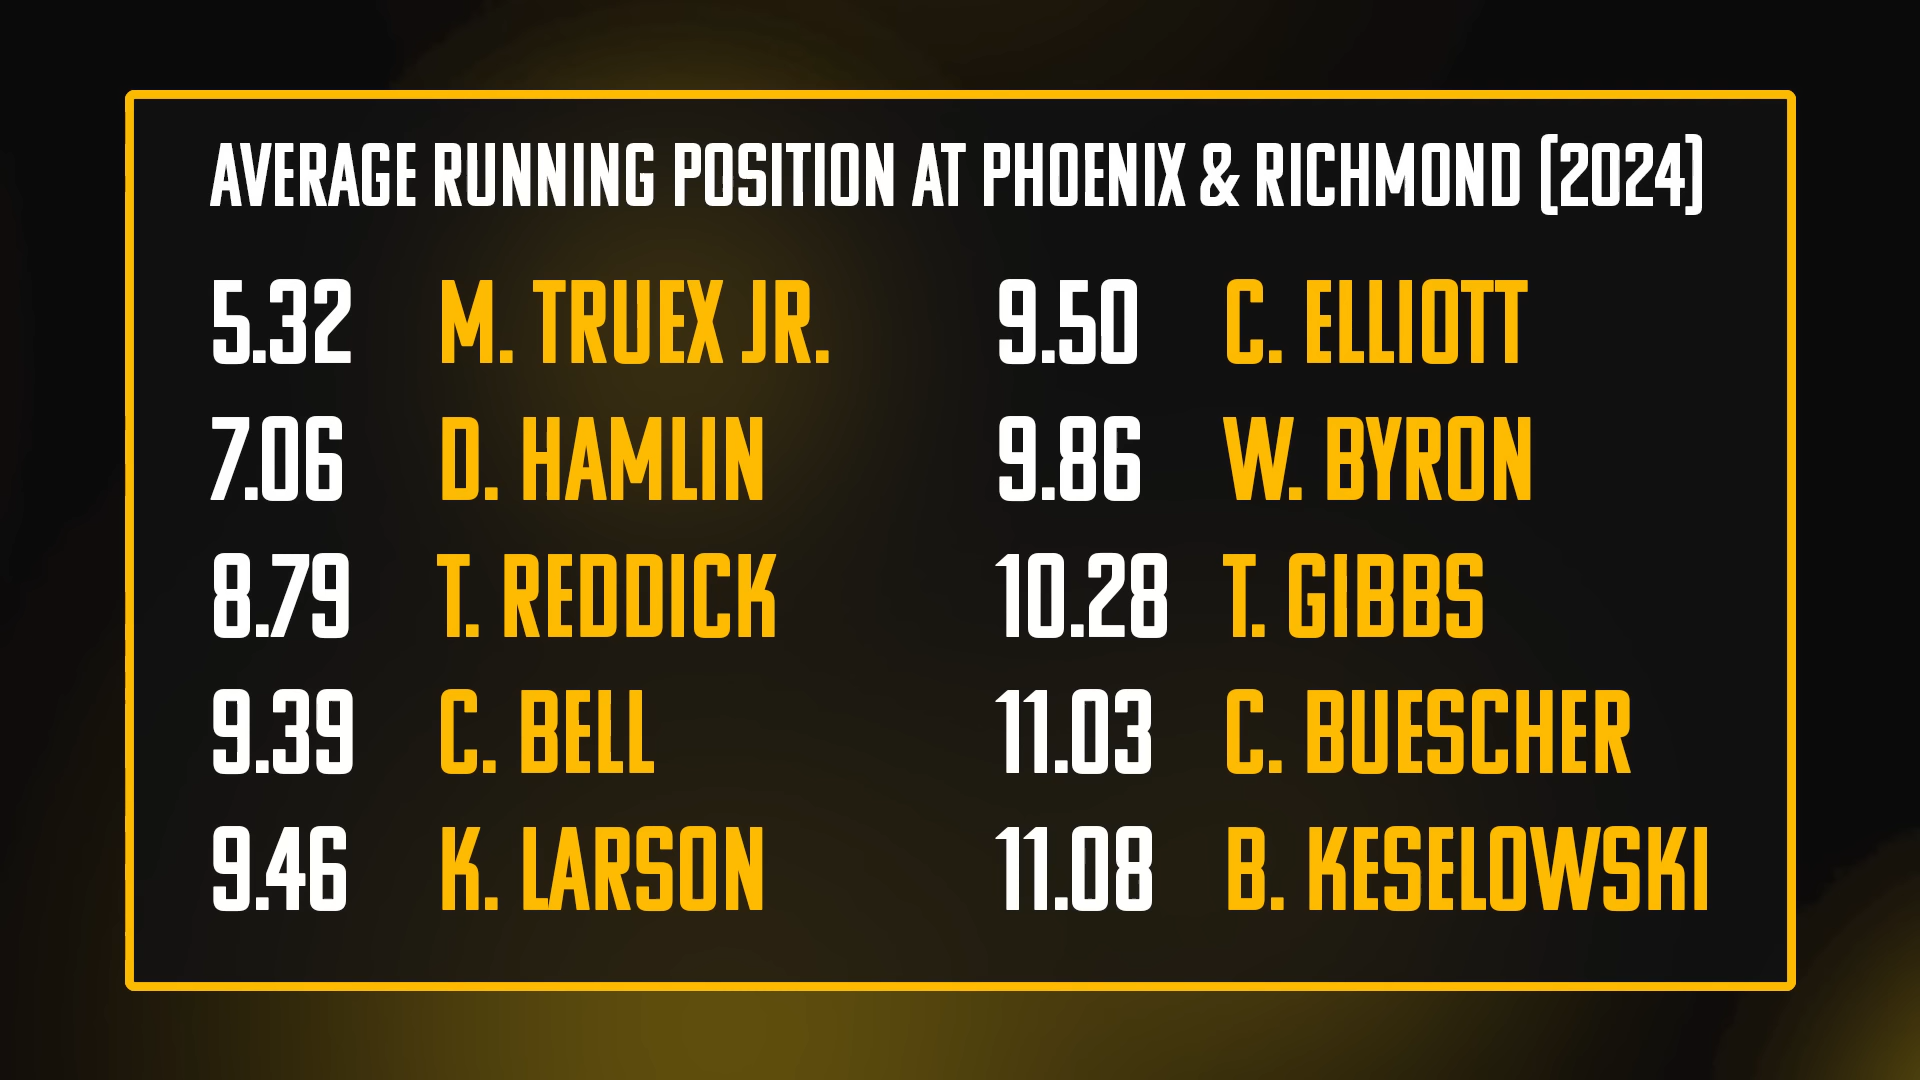 AVERAGE RUNNING POSITION AT PHOENIX & RICHMOND (2024)
5.32 M. TRUEX JR.
7.06 D. HAMLIN
8.79 T. REDDICK
9.39 C. BELL
9.46 K. LARSON
9.50 C. ELLIOTT
9.86 W. BYRON
10.28 T. GIBBS
11.03 C. BUESCHER
11.08 B. KESELOWSKI